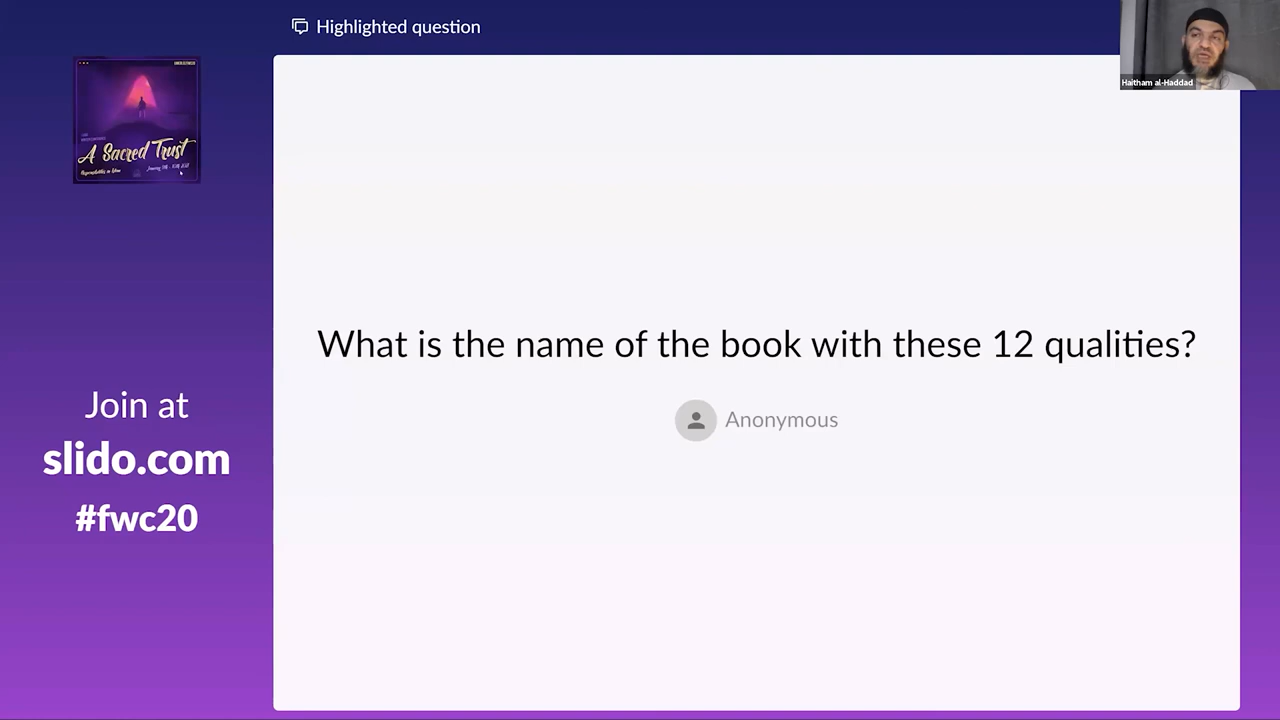 Highlighted question
Haitham al-Haddad
A Sacred Trust
What is the name of the book with these 12 qualities?
Anonymous
Join at
slido.com
#fwc20